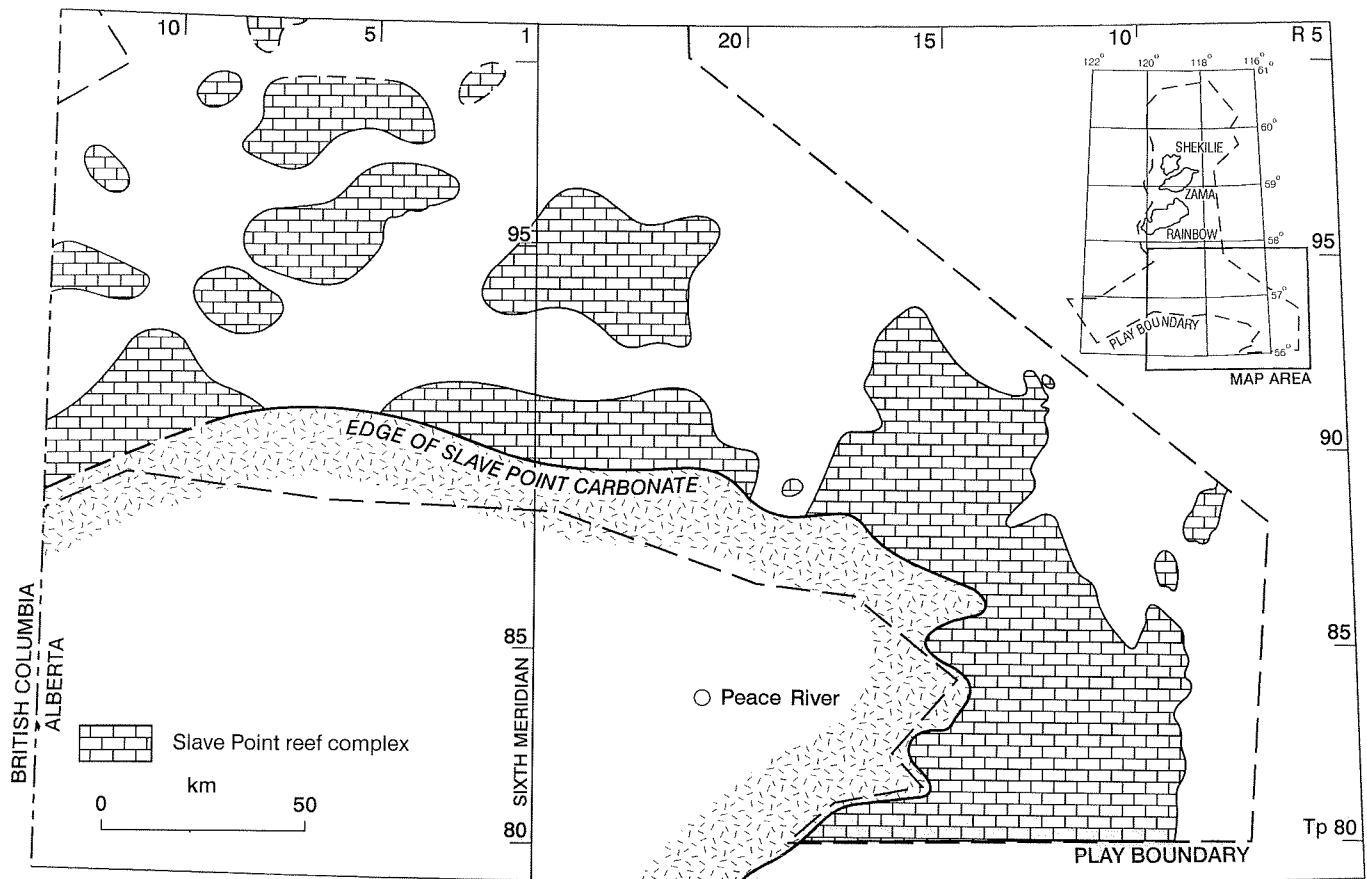 10 5 1 20 15 10 R 5
122° 120° 118° 116°
61°
60°
SHEKILIE
59°
ZAMA
RAINBOW
58°
57°
PLAY BOUNDARY
56°
MAP AREA
95 95
90
EDGE OF SLAVE POINT CARBONATE
85 85
BRITISH COLUMBIA
ALBERTA
SIXTH MERIDIAN
Peace River
Slave Point reef complex
km
0 50
80 Tp 80
PLAY BOUNDARY